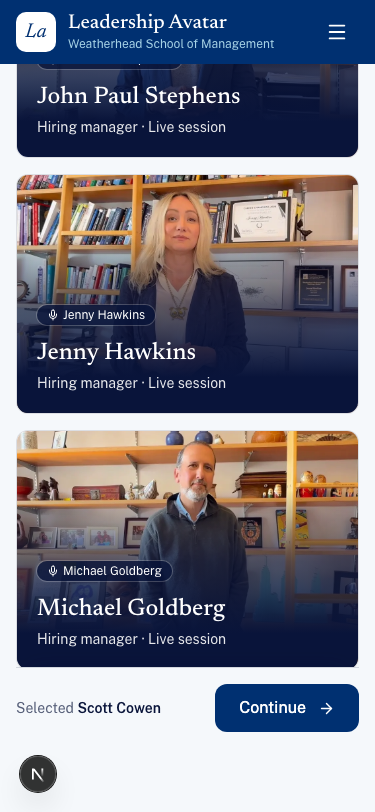 La
Leadership Avatar
Weatherhead School of Management
John Paul Stephens
Hiring manager · Live session
Jenny Hawkins
Jenny Hawkins
Hiring manager · Live session
Michael Goldberg
Michael Goldberg
Hiring manager · Live session
Selected Scott Cowen
Continue →
N